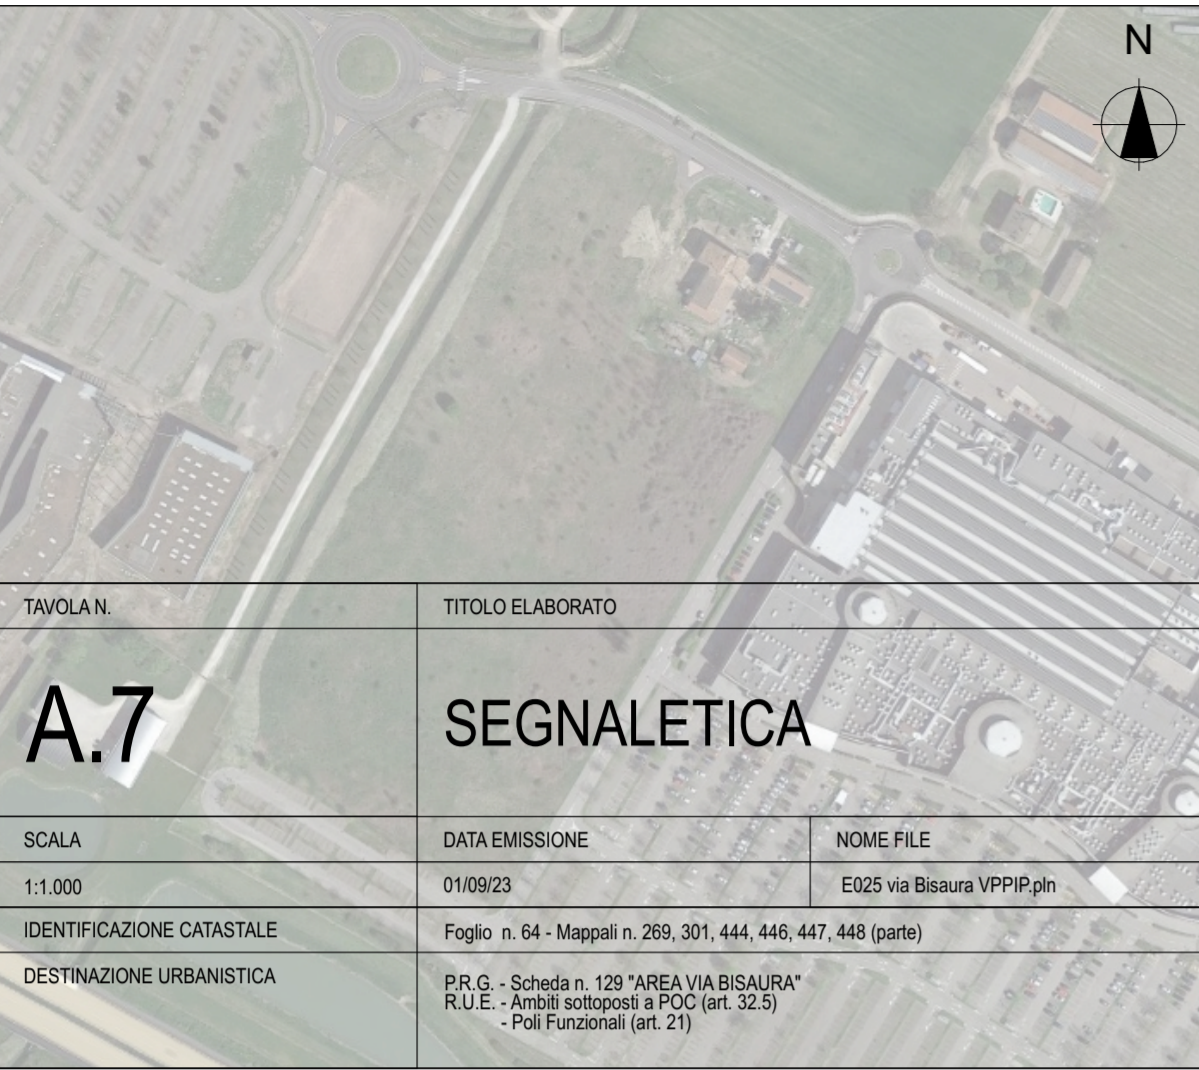 N
TAVOLA N.
TITOLO ELABORATO
A.7
SEGNALETICA
SCALA
DATA EMISSIONE
NOME FILE
1:1.000
01/09/23
E025 via Bisaura VPPIP.pln
IDENTIFICAZIONE CATASTALE
Foglio n. 64 - Mappali n. 269, 301, 444, 446, 447, 448 (parte)
DESTINAZIONE URBANISTICA
P.R.G. - Scheda n. 129 "AREA VIA BISAURA"
R.U.E. - Ambiti sottoposti a POC (art. 32.5)
- Poli Funzionali (art. 21)